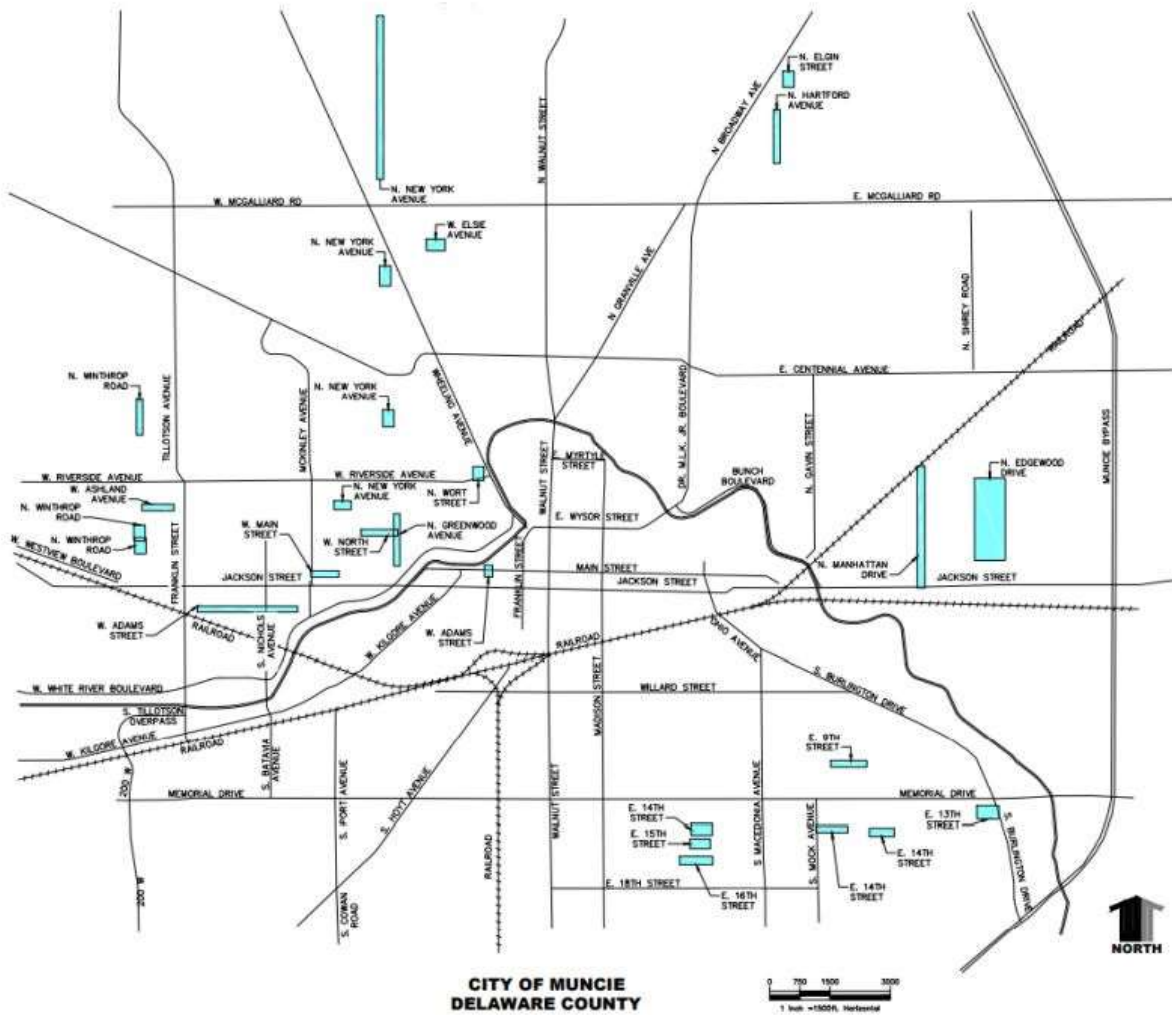 N. ELGIN
STREET
N. HARTFORD
AVENUE
N BROADWAY AVE
N WALNUT STREET
N. NEW YORK
AVENUE
W. MCGALLIARD RD
E. MCGALLIARD RD
W. ELSIE
AVENUE
N. NEW YORK
AVENUE
N GRANVILLE AVE
N. SHIREY ROAD
RAILROAD
E. CENTENNIAL AVENUE
N. WINTHROP
ROAD
TILLOTSON AVENUE
MCKINLEY AVENUE
N. NEW YORK
AVENUE
WHEELING AVENUE
DR. M.L.K. JR. BOULEVARD
N. GAVIN STREET
MUNCIE BYPASS
WALNUT STREET
E. MYRTYLE
STREET
W. RIVERSIDE AVENUE
W. RIVERSIDE AVENUE
BUNCH
BOULEVARD
N. EDGEWOOD
DRIVE
W. ASHLAND
AVENUE
N. NEW YORK
AVENUE
N. WORT
STREET
N. WINTHROP
ROAD
N. WINTHROP
ROAD
W. MAIN
STREET
W. NORTH
STREET
N. GREENWOOD
AVENUE
E. WYSOR STREET
W. WESTVIEW BOULEVARD
FRANKLIN STREET
FRANKLIN STREET
N. MANHATTAN
DRIVE
JACKSON STREET
MAIN STREET
JACKSON STREET
JACKSON STREET
W. ADAMS
STREET
RAILROAD
S. NICHOLS
AVENUE
W. KILGORE AVENUE
W. ADAMS
STREET
RAILROAD
OHIO AVENUE
MADISON STREET
W. WHITE RIVER BOULEVARD
WILLARD STREET
S. BURLINGTON DRIVE
S. TILLOTSON
OVERPASS
W. KILGORE AVENUE
RAILROAD
S. BATAVIA
AVENUE
E. 9TH
STREET
200 W
MEMORIAL DRIVE
MEMORIAL DRIVE
S. PORT AVENUE
S. HOYT AVENUE
WALNUT STREET
E. 14TH
STREET
E. 15TH
STREET
S MACEDONIA AVENUE
S. MOCK AVENUE
E. 13TH
STREET
S. BURLINGTON DRIVE
E. 14TH
STREET
RAILROAD
E. 18TH STREET
E. 16TH
STREET
E. 14TH
STREET
200 W.
S. COWAN
ROAD
NORTH
CITY OF MUNCIE
DELAWARE COUNTY
0 750 1500 3000
1 Inch =1500ft. Horizontal